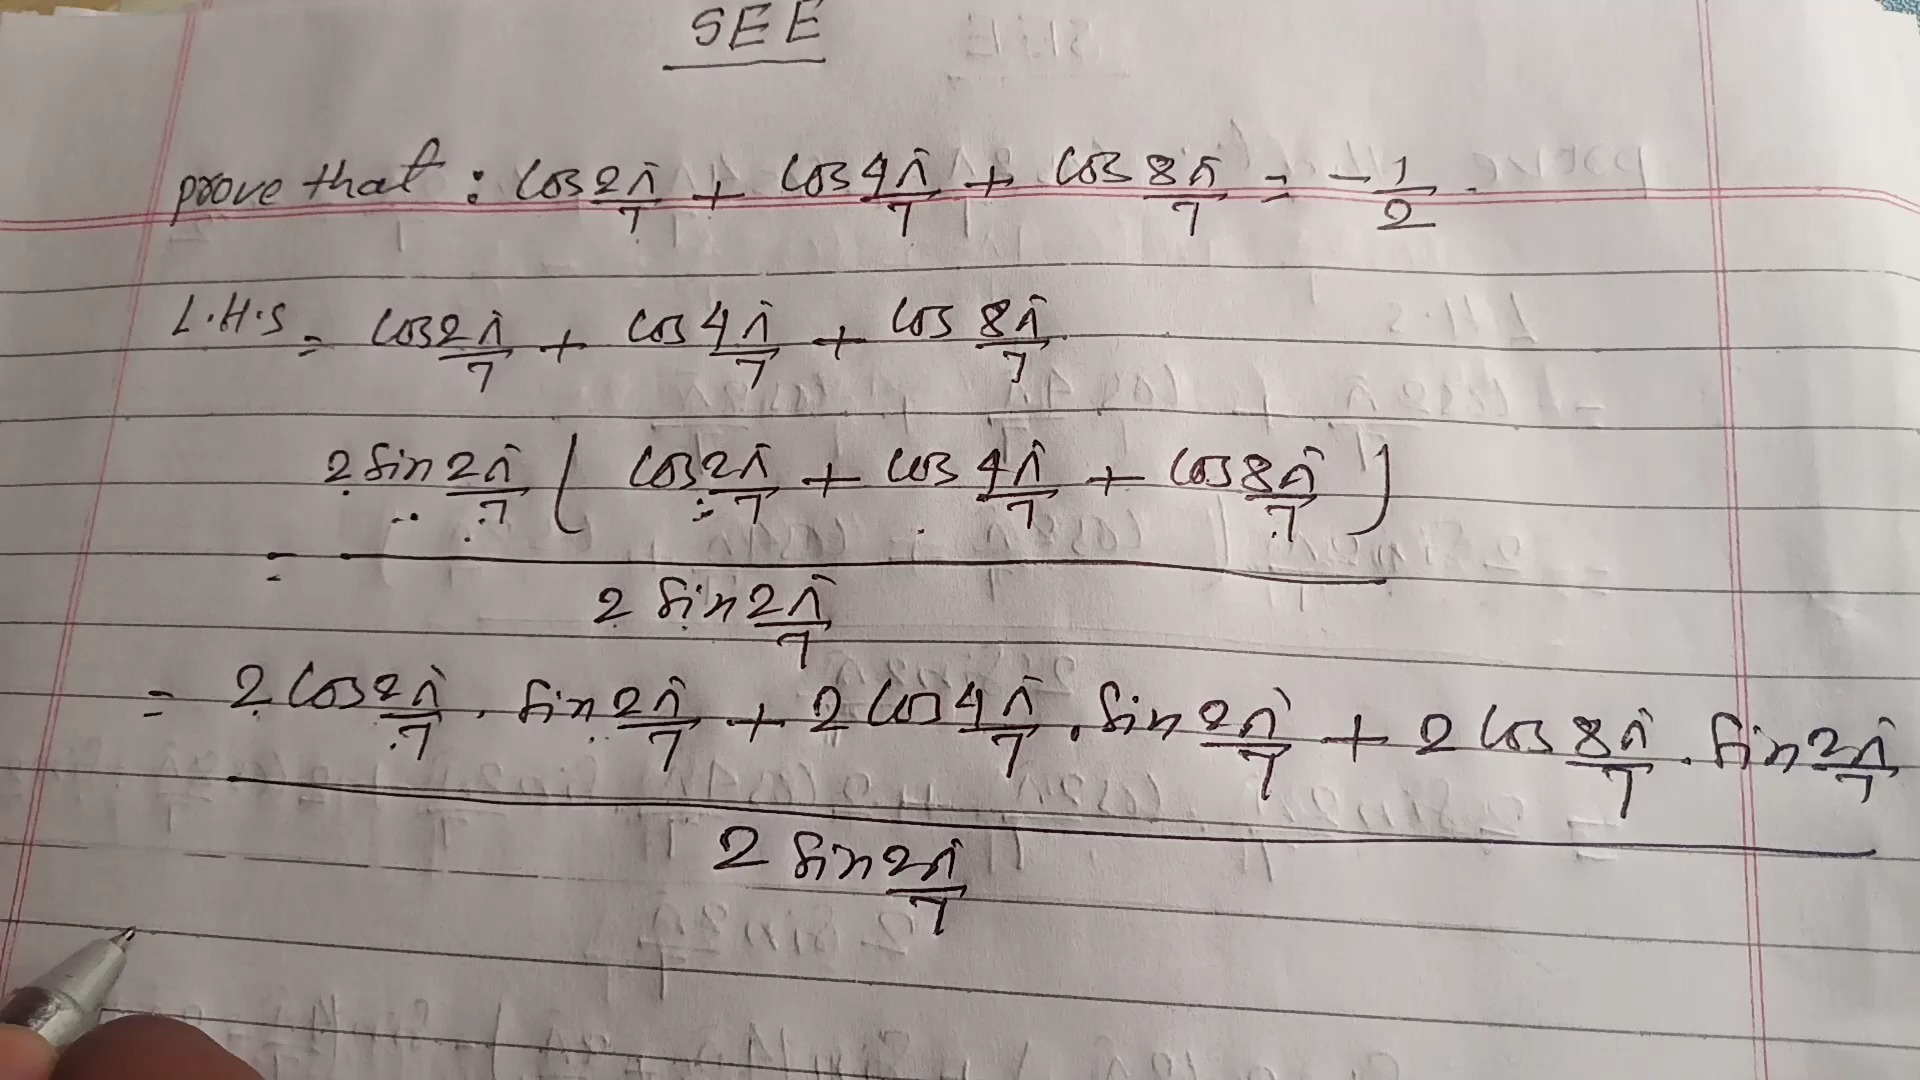 SEE
prove that : cos 2π/7 + cos 4π/7 + cos 8π/7 = -1/2.
L.H.S = cos 2π/7 + cos 4π/7 + cos 8π/7
= 2 sin 2π/7 ( cos 2π/7 + cos 4π/7 + cos 8π/7 ) / 2 sin 2π/7
= 2 cos 2π/7 . sin 2π/7 + 2 cos 4π/7 . sin 2π/7 + 2 cos 8π/7 . sin 2π/7 / 2 sin 2π/7